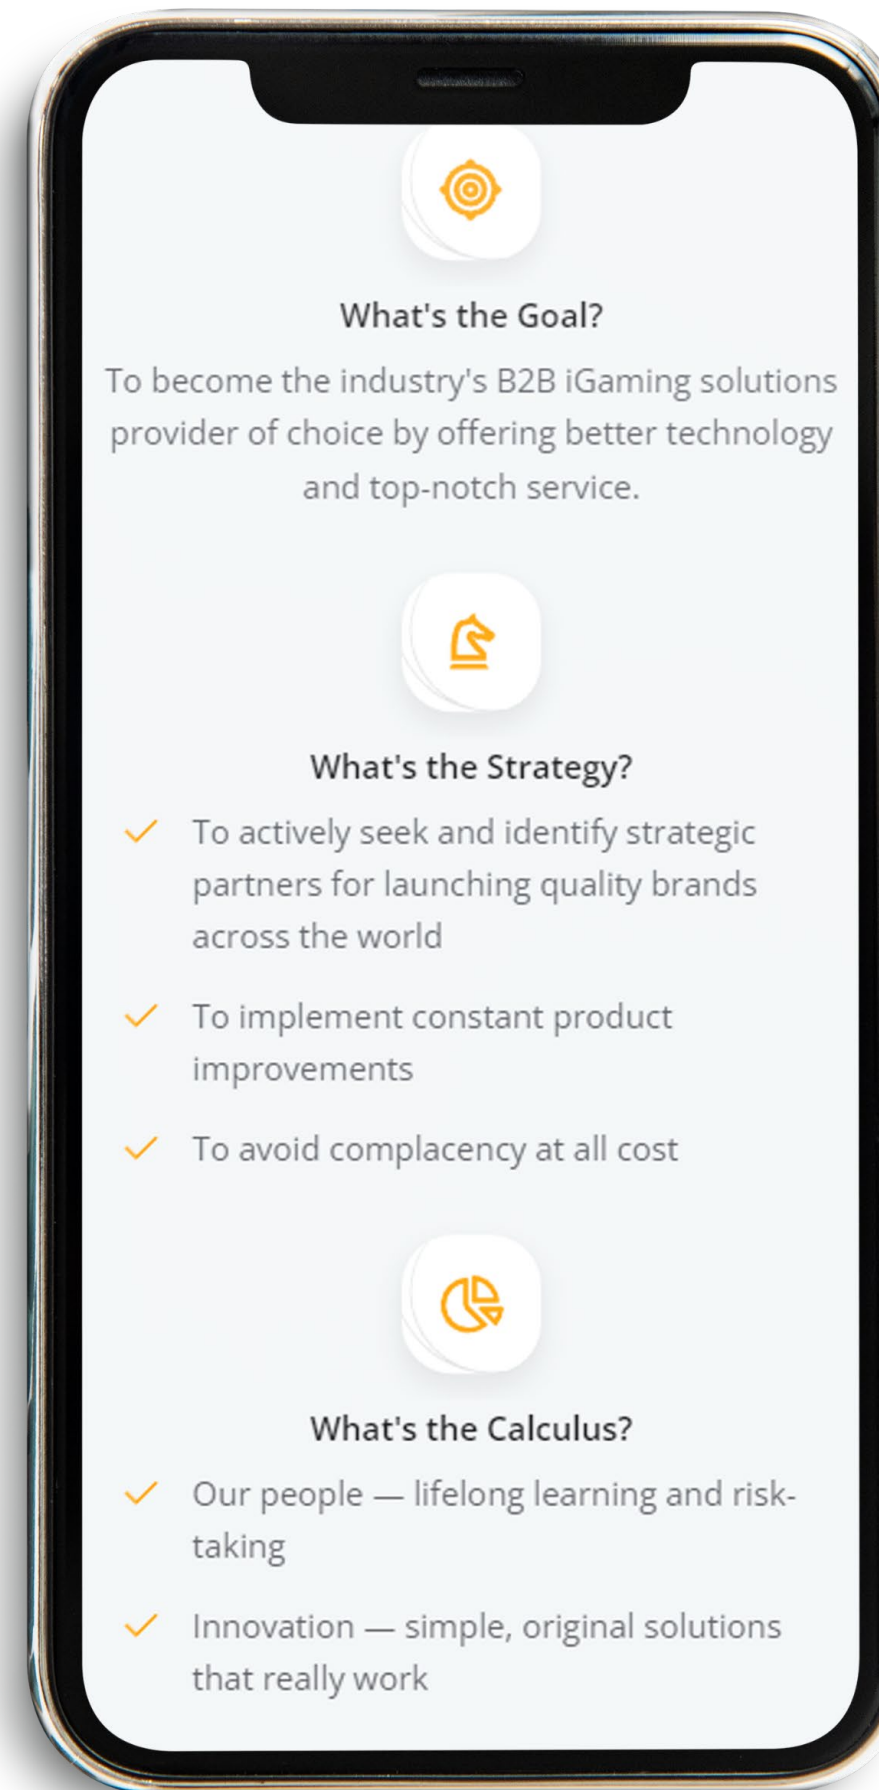 What's the Goal?
To become the industry's B2B iGaming solutions
provider of choice by offering better technology
and top-notch service.
What's the Strategy?
To actively seek and identify strategic
partners for launching quality brands
across the world
To implement constant product
improvements
To avoid complacency at all cost
What's the Calculus?
Our people — lifelong learning and risk-
taking
Innovation — simple, original solutions
that really work